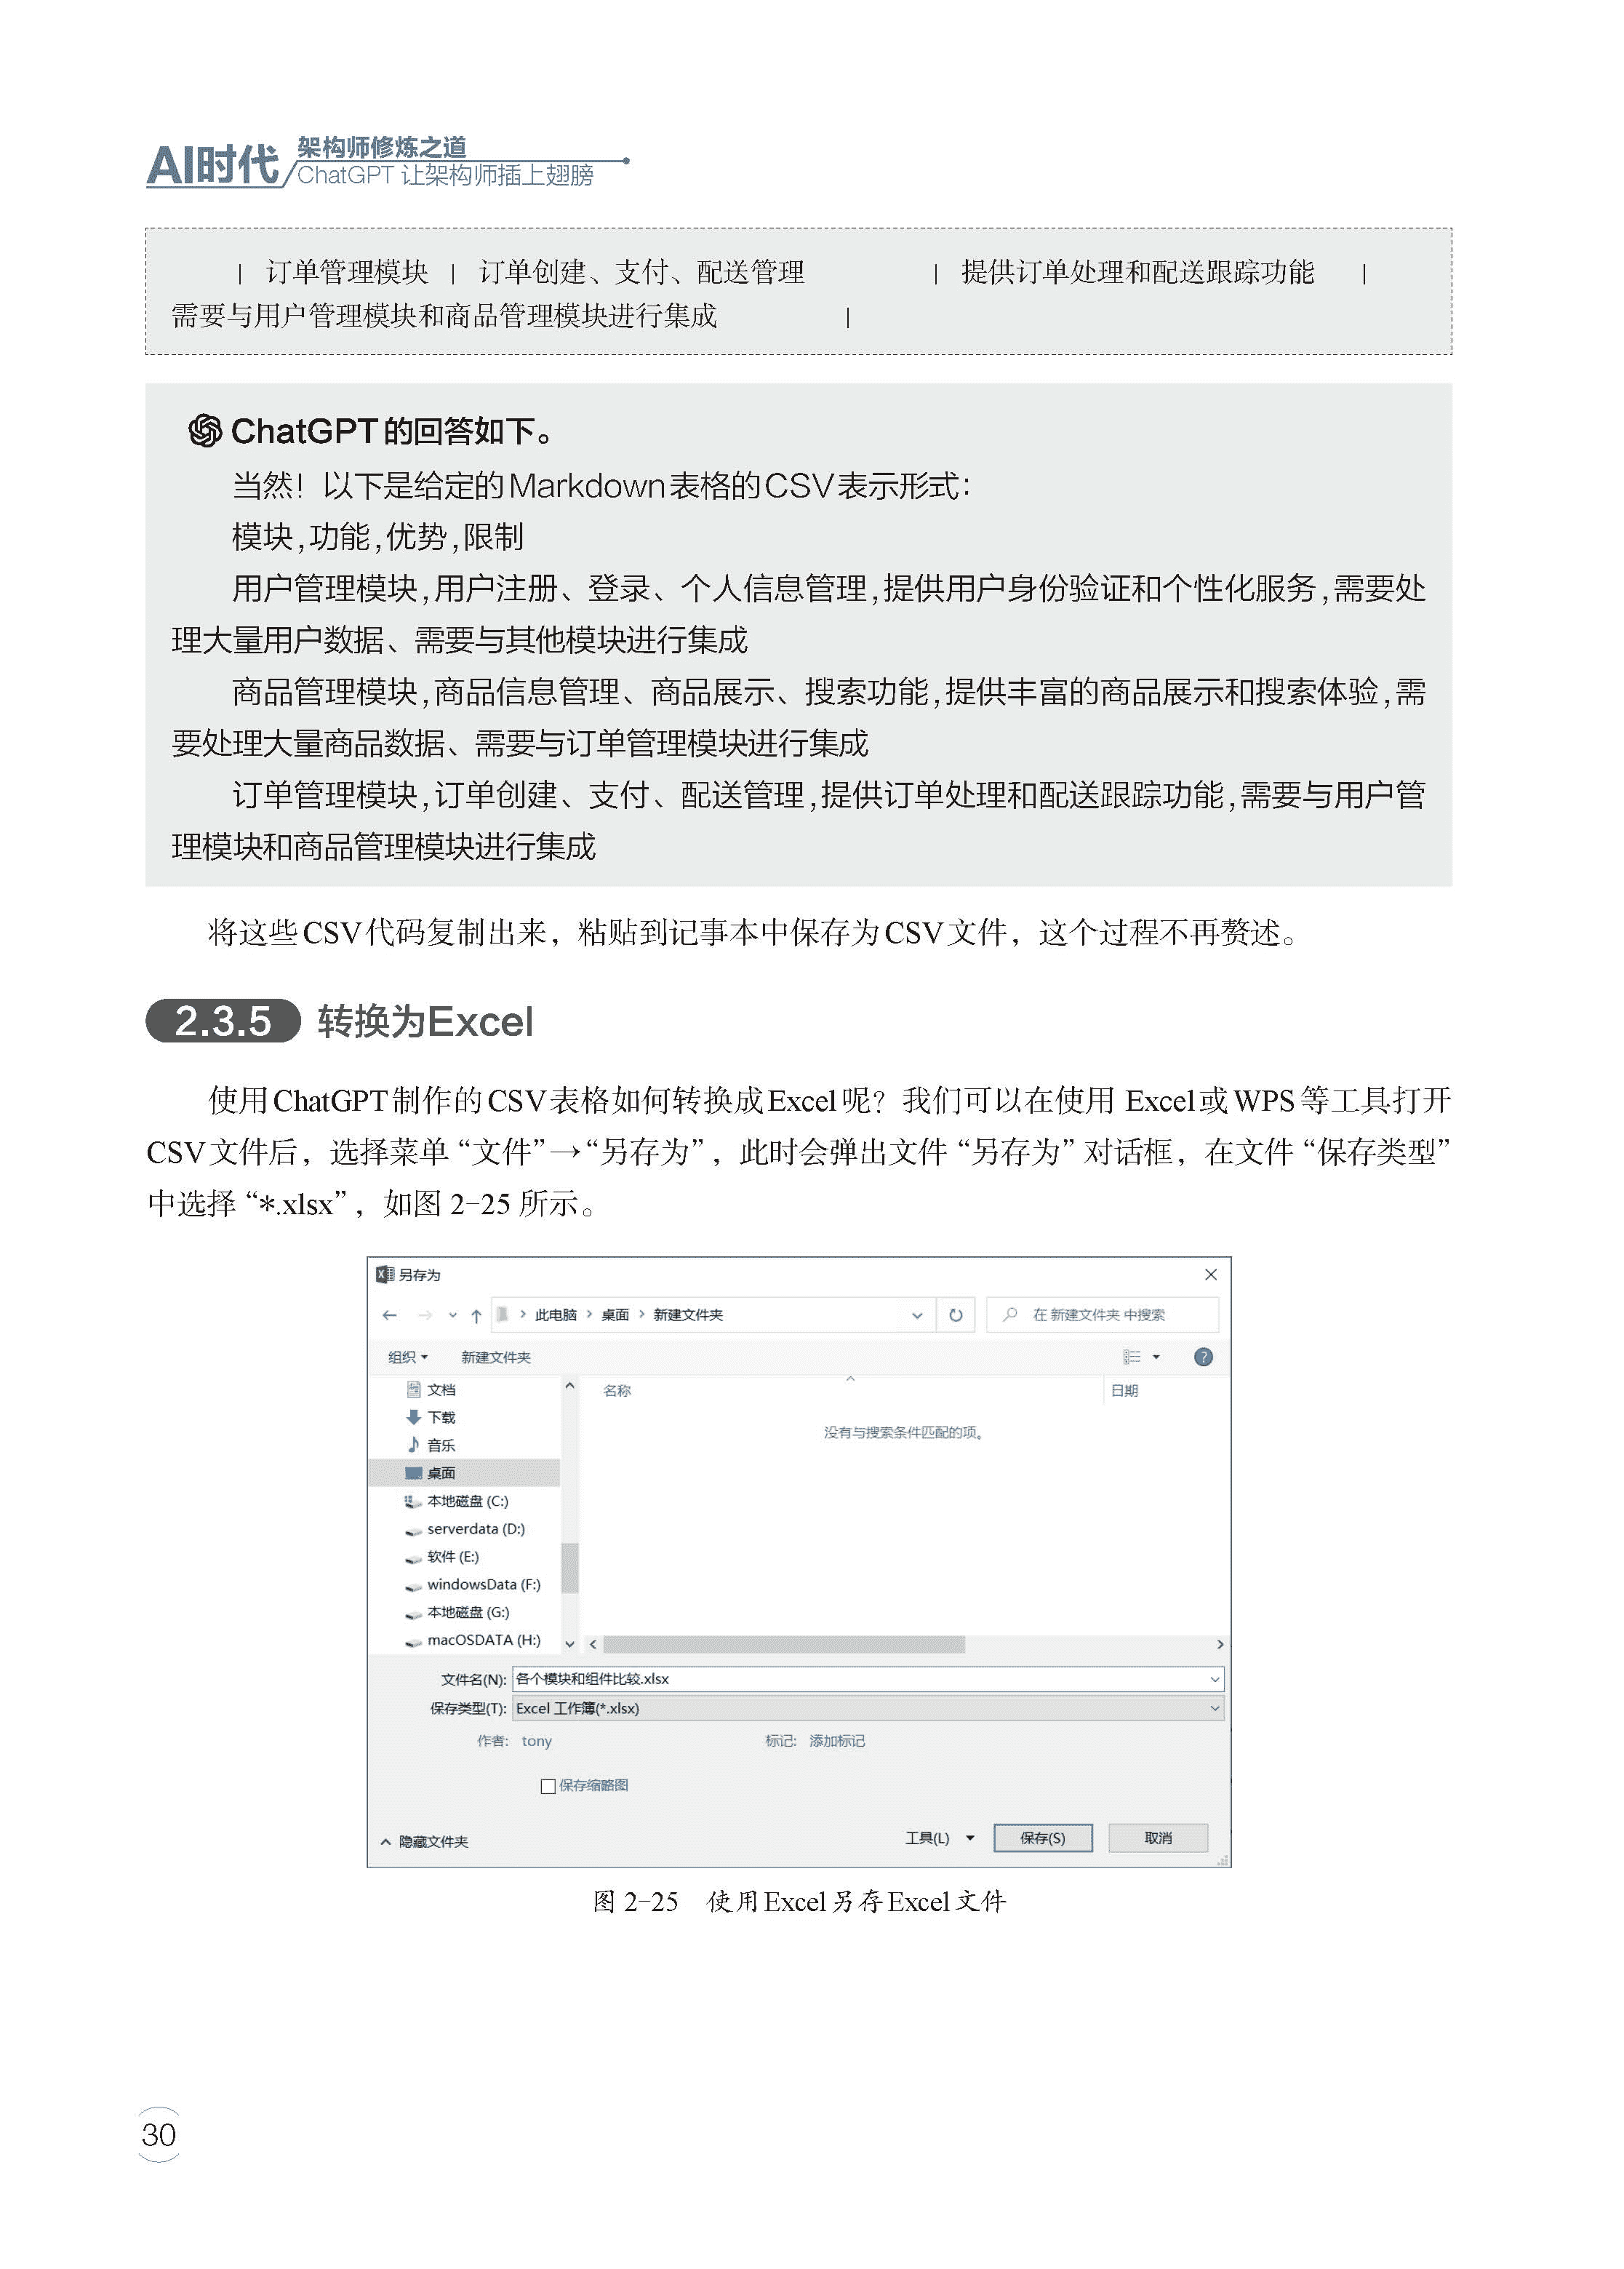 AI时代 架构师修炼之道
ChatGPT 让架构师插上翅膀
| 订单管理模块 | 订单创建、支付、配送管理 | 提供订单处理和配送跟踪功能 |
需要与用户管理模块和商品管理模块进行集成 |
ChatGPT的回答如下。
当然！以下是给定的Markdown表格的CSV表示形式：
模块,功能,优势,限制
用户管理模块,用户注册、登录、个人信息管理,提供用户身份验证和个性化服务,需要处
理大量用户数据、需要与其他模块进行集成
商品管理模块,商品信息管理、商品展示、搜索功能,提供丰富的商品展示和搜索体验,需
要处理大量商品数据、需要与订单管理模块进行集成
订单管理模块,订单创建、支付、配送管理,提供订单处理和配送跟踪功能,需要与用户管
理模块和商品管理模块进行集成
将这些CSV代码复制出来，粘贴到记事本中保存为CSV文件，这个过程不再赘述。
2.3.5 转换为Excel
使用ChatGPT制作的CSV表格如何转换成Excel呢？我们可以在使用 Excel或WPS等工具打开
CSV文件后，选择菜单“文件”→“另存为”，此时会弹出文件“另存为”对话框，在文件“保存类型”
中选择“*.xlsx”，如图 2-25 所示。
另存为
此电脑 > 桌面 > 新建文件夹 在 新建文件夹 中搜索
组织 新建文件夹
文档 名称 日期
下载
没有与搜索条件匹配的项。
音乐
桌面
本地磁盘 (C:)
serverdata (D:)
软件 (E:)
windowsData (F:)
本地磁盘 (G:)
macOSDATA (H:)
文件名(N): 各个模块和组件比较.xlsx
保存类型(T): Excel 工作簿(*.xlsx)
作者: tony 标记: 添加标记
保存缩略图
隐藏文件夹 工具(L) 保存(S) 取消
图 2-25 使用Excel另存Excel文件
30